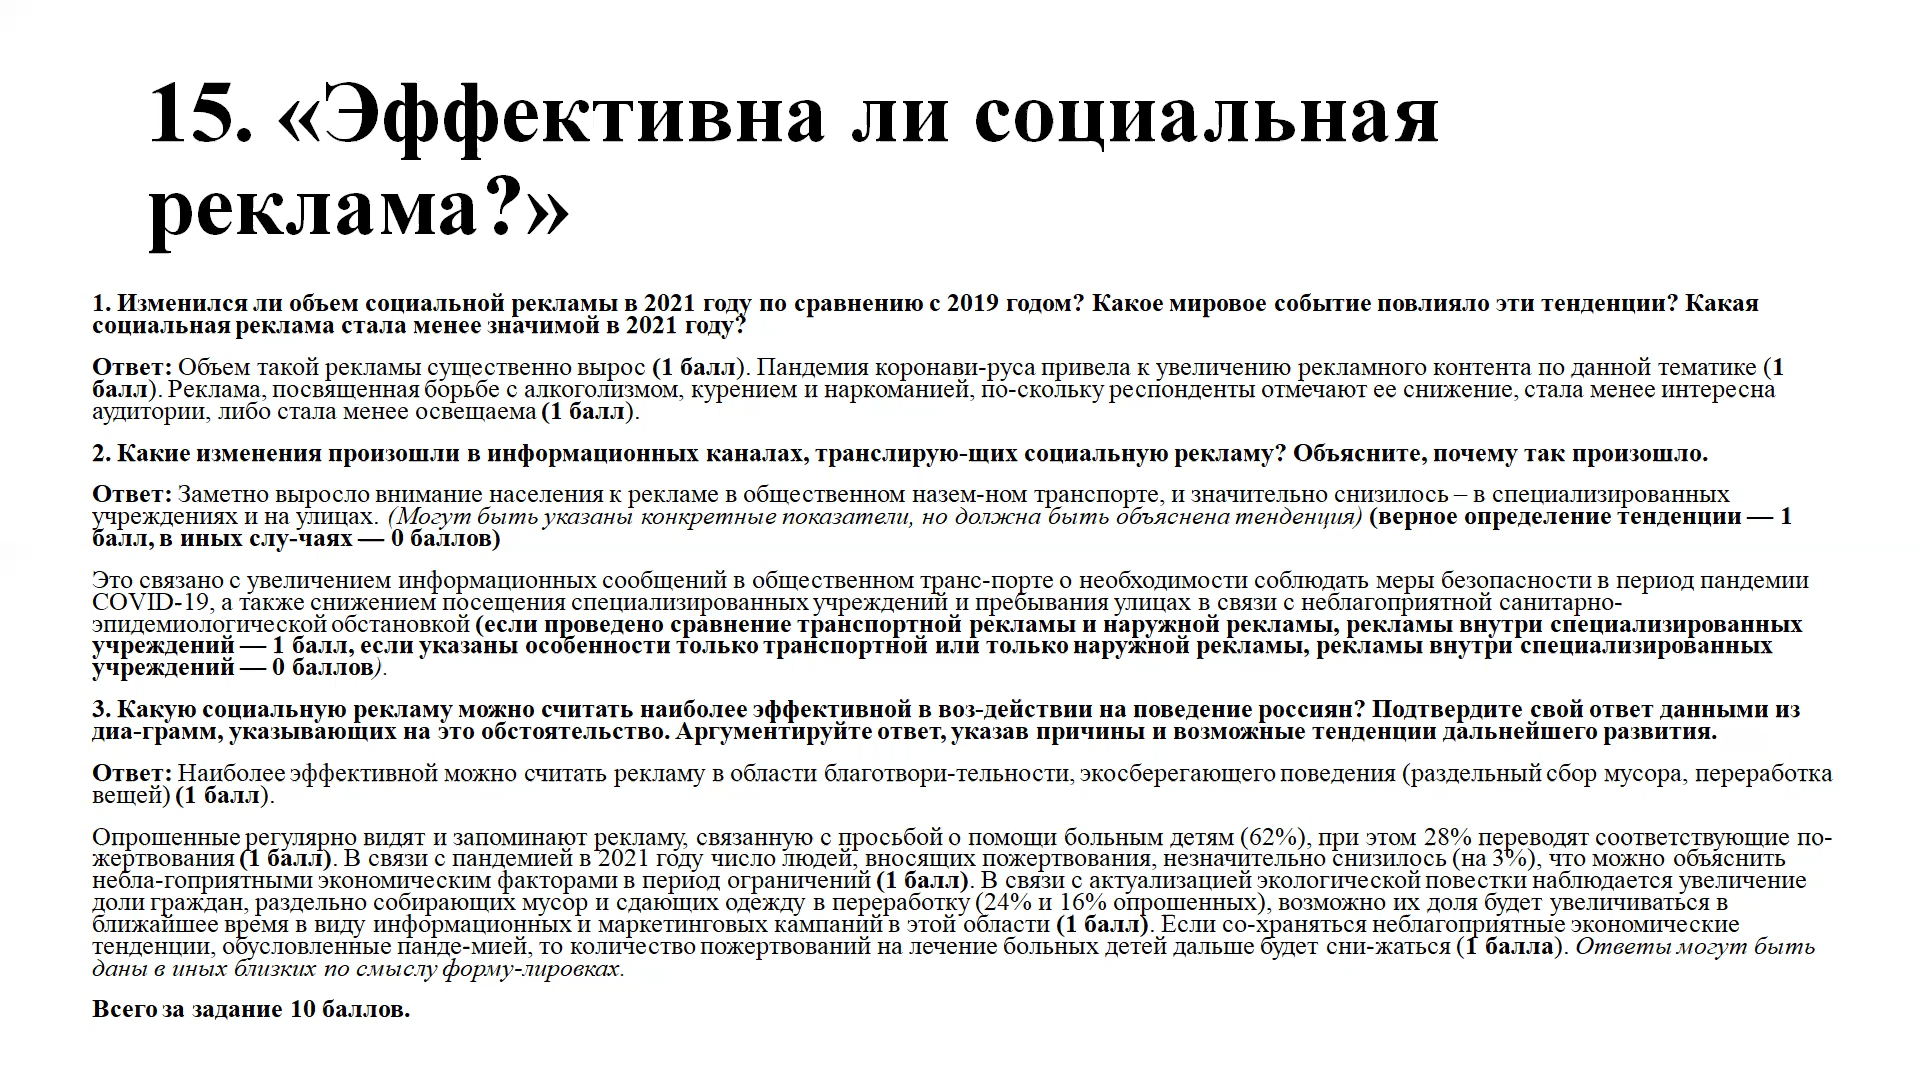 15. «Эффективна ли социальная
реклама?»
1. Изменился ли объем социальной рекламы в 2021 году по сравнению с 2019 годом? Какое мировое событие повлияло эти тенденции? Какая
социальная реклама стала менее значимой в 2021 году?
Ответ: Объем такой рекламы существенно вырос (1 балл). Пандемия коронави-руса привела к увеличению рекламного контента по данной тематике (1
балл). Реклама, посвященная борьбе с алкоголизмом, курением и наркоманией, по-скольку респонденты отмечают ее снижение, стала менее интересна
аудитории, либо стала менее освещаема (1 балл).
2. Какие изменения произошли в информационных каналах, транслирую-щих социальную рекламу? Объясните, почему так произошло.
Ответ: Заметно выросло внимание населения к рекламе в общественном назем-ном транспорте, и значительно снизилось – в специализированных
учреждениях и на улицах. (Могут быть указаны конкретные показатели, но должна быть объяснена тенденция) (верное определение тенденции — 1
балл, в иных слу-чаях — 0 баллов)
Это связано с увеличением информационных сообщений в общественном транс-порте о необходимости соблюдать меры безопасности в период пандемии
COVID-19, а также снижением посещения специализированных учреждений и пребывания улицах в связи с неблагоприятной санитарно-
эпидемиологической обстановкой (если проведено сравнение транспортной рекламы и наружной рекламы, рекламы внутри специализированных
учреждений — 1 балл, если указаны особенности только транспортной или только наружной рекламы, рекламы внутри специализированных
учреждений — 0 баллов).
3. Какую социальную рекламу можно считать наиболее эффективной в воз-действии на поведение россиян? Подтвердите свой ответ данными из
диа-грамм, указывающих на это обстоятельство. Аргументируйте ответ, указав причины и возможные тенденции дальнейшего развития.
Ответ: Наиболее эффективной можно считать рекламу в области благотвори-тельности, экосберегающего поведения (раздельный сбор мусора, переработка
вещей) (1 балл).
Опрошенные регулярно видят и запоминают рекламу, связанную с просьбой о помощи больным детям (62%), при этом 28% переводят соответствующие по-
жертвования (1 балл). В связи с пандемией в 2021 году число людей, вносящих пожертвования, незначительно снизилось (на 3%), что можно объяснить
небла-гоприятными экономическим факторами в период ограничений (1 балл). В связи с актуализацией экологической повестки наблюдается увеличение
доли граждан, раздельно собирающих мусор и сдающих одежду в переработку (24% и 16% опрошенных), возможно их доля будет увеличиваться в
ближайшее время в виду информационных и маркетинговых кампаний в этой области (1 балл). Если со-храняться неблагоприятные экономические
тенденции, обусловленные панде-мией, то количество пожертвований на лечение больных детей дальше будет сни-жаться (1 балла). Ответы могут быть
даны в иных близких по смыслу форму-лировках.
Всего за задание 10 баллов.